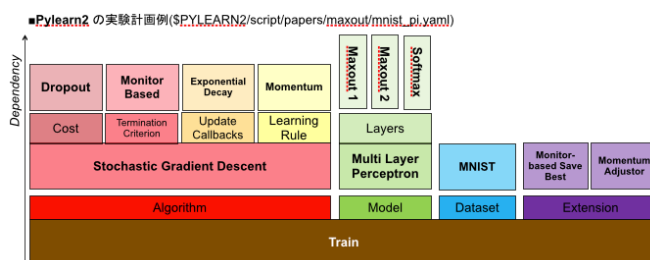 ■Pylearn2 の実験計画例($PYLEARN2/script/papers/maxout/mnist_pi.yaml)
Dependency
Dropout
Monitor
Based
Exponential
Decay
Momentum
Maxout 1
Maxout 2
Softmax
Cost
Termination
Criterion
Update
Callbacks
Learning
Rule
Layers
Stochastic Gradient Descent
Multi Layer
Perceptron
MNIST
Monitor-
based Save
Best
Momentum
Adjustor
Algorithm
Model
Dataset
Extension
Train